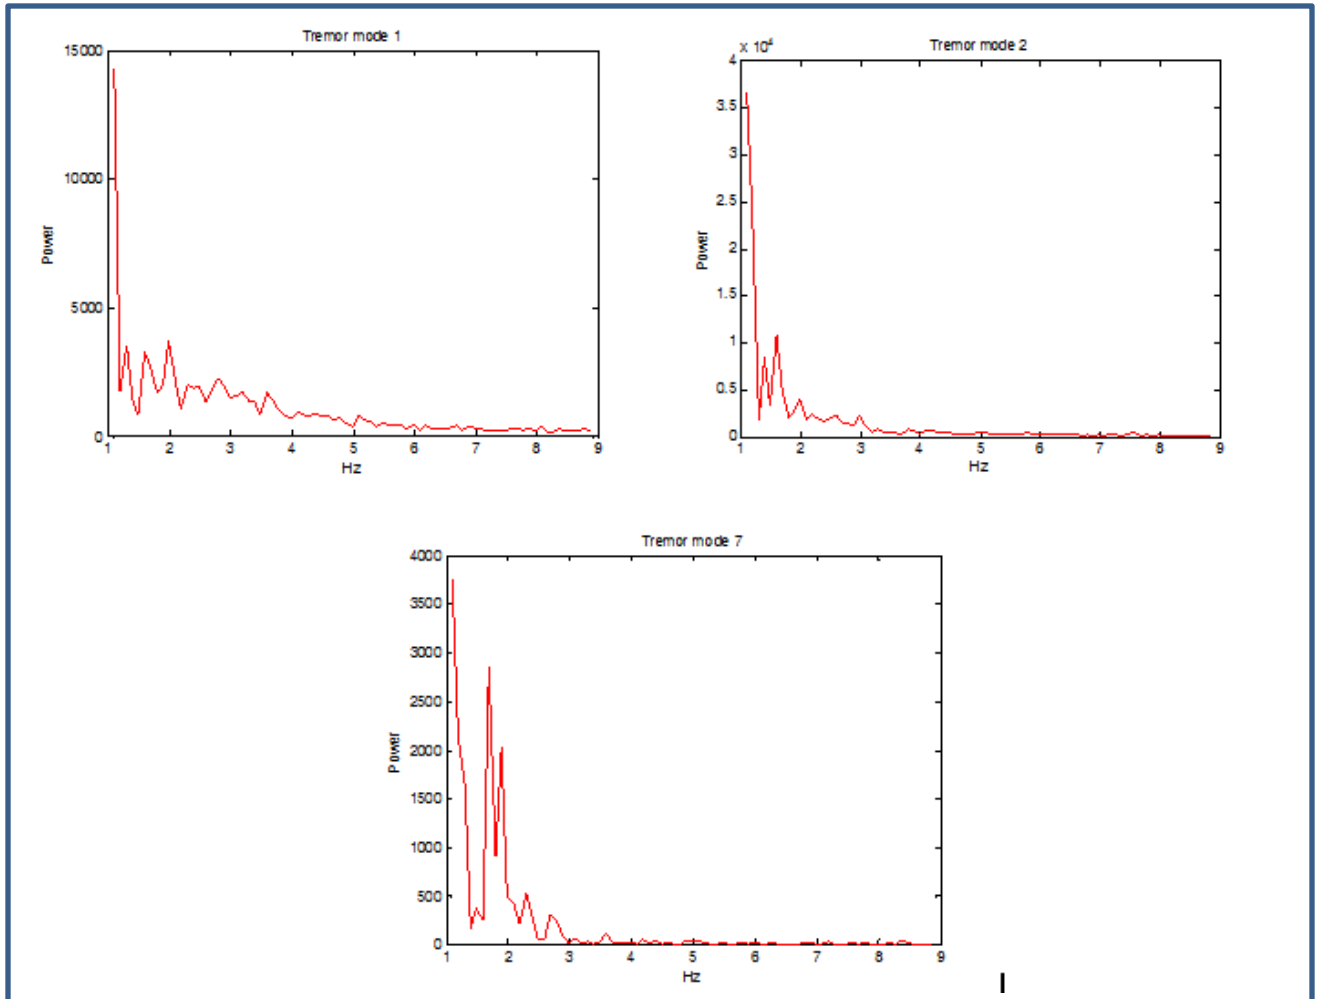 Tremor mode 1
15000
10000
5000
0
Power
1 2 3 4 5 6 7 8 9
Hz
Tremor mode 2
x 10⁴
4
3.5
3
2.5
2
1.5
1
0.5
0
Power
1 2 3 4 5 6 7 8 9
Hz
Tremor mode 7
4000
3500
3000
2500
2000
1500
1000
500
0
Power
1 2 3 4 5 6 7 8 9
Hz